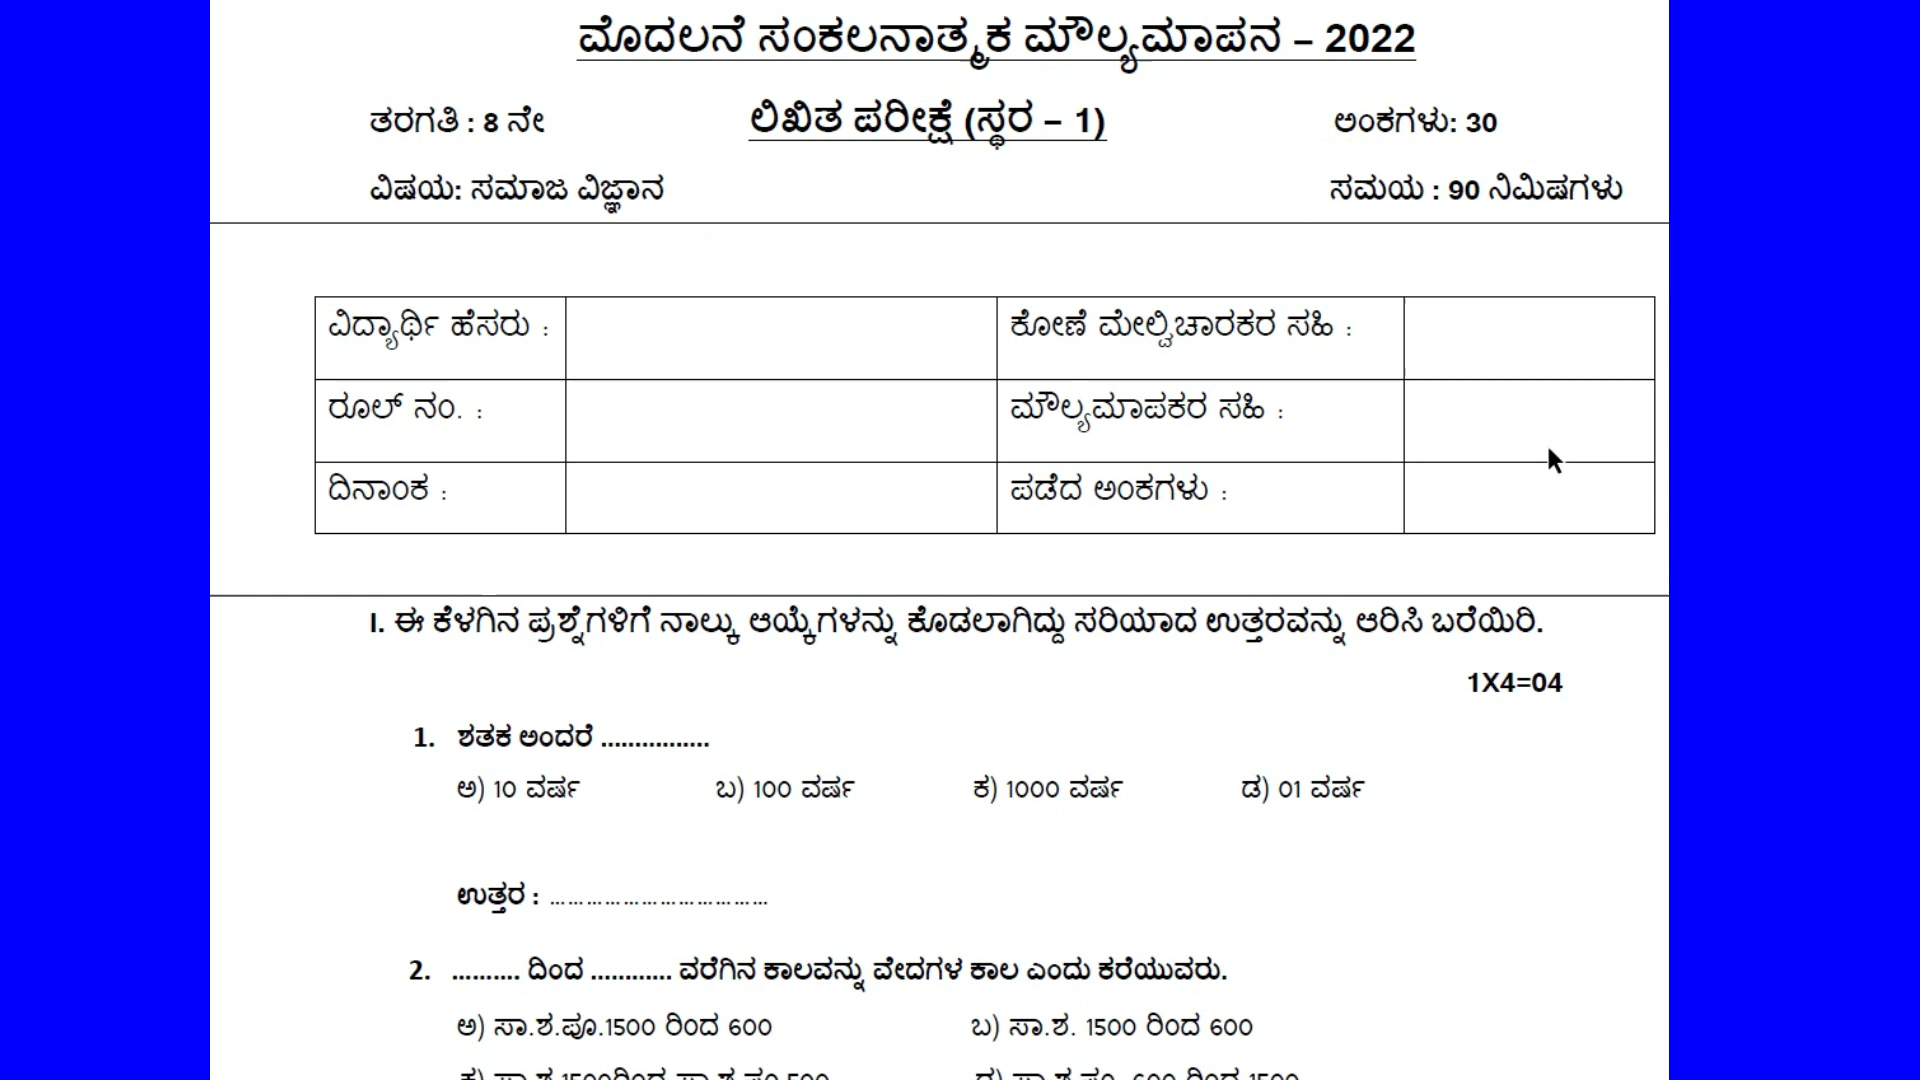 ಮೊದಲನೆ ಸಂಕಲನಾತ್ಮಕ ಮೌಲ್ಯಮಾಪನ – 2022
ತರಗತಿ : 8 ನೇ ಲಿಖಿತ ಪರೀಕ್ಷೆ (ಸ್ಥರ – 1) ಅಂಕಗಳು: 30
ವಿಷಯ: ಸಮಾಜ ವಿಜ್ಞಾನ ಸಮಯ : 90 ನಿಮಿಷಗಳು
ವಿದ್ಯಾರ್ಥಿ ಹೆಸರು : ಕೋಣೆ ಮೇಲ್ವಿಚಾರಕರ ಸಹಿ :
ರೂಲ್ ನಂ. : ಮೌಲ್ಯಮಾಪಕರ ಸಹಿ :
ದಿನಾಂಕ : ಪಡೆದ ಅಂಕಗಳು :
I. ಈ ಕೆಳಗಿನ ಪ್ರಶ್ನೆಗಳಿಗೆ ನಾಲ್ಕು ಆಯ್ಕೆಗಳನ್ನು ಕೊಡಲಾಗಿದ್ದು ಸರಿಯಾದ ಉತ್ತರವನ್ನು ಆರಿಸಿ ಬರೆಯಿರಿ.
1X4=04
1. ಶತಕ ಅಂದರೆ ................
ಅ) 10 ವರ್ಷ ಬ) 100 ವರ್ಷ ಕ) 1000 ವರ್ಷ ಡ) 01 ವರ್ಷ
ಉತ್ತರ : ………………………………
2. .......... ದಿಂದ ............ ವರೆಗಿನ ಕಾಲವನ್ನು ವೇದಗಳ ಕಾಲ ಎಂದು ಕರೆಯುವರು.
ಅ) ಸಾ.ಶ.ಪೂ.1500 ರಿಂದ 600 ಬ) ಸಾ.ಶ. 1500 ರಿಂದ 600